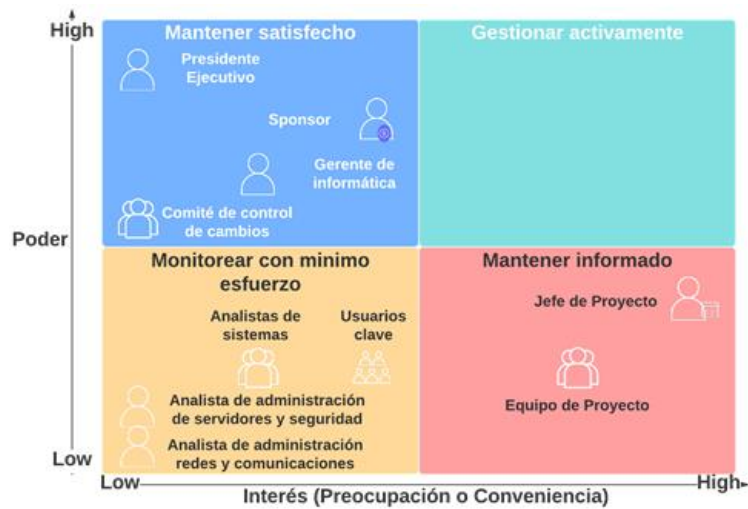 High
Mantener satisfecho
Gestionar activamente
Presidente
Ejecutivo
Sponsor
Gerente de
informática
Comité de control
de cambios
Poder
Monitorear con minimo
esfuerzo
Mantener informado
Analistas de
sistemas
Usuarios
clave
Jefe de Proyecto
Equipo de Proyecto
Analista de administración
de servidores y seguridad
Analista de administración
redes y comunicaciones
Low
Low
Interés (Preocupación o Conveniencia)
High